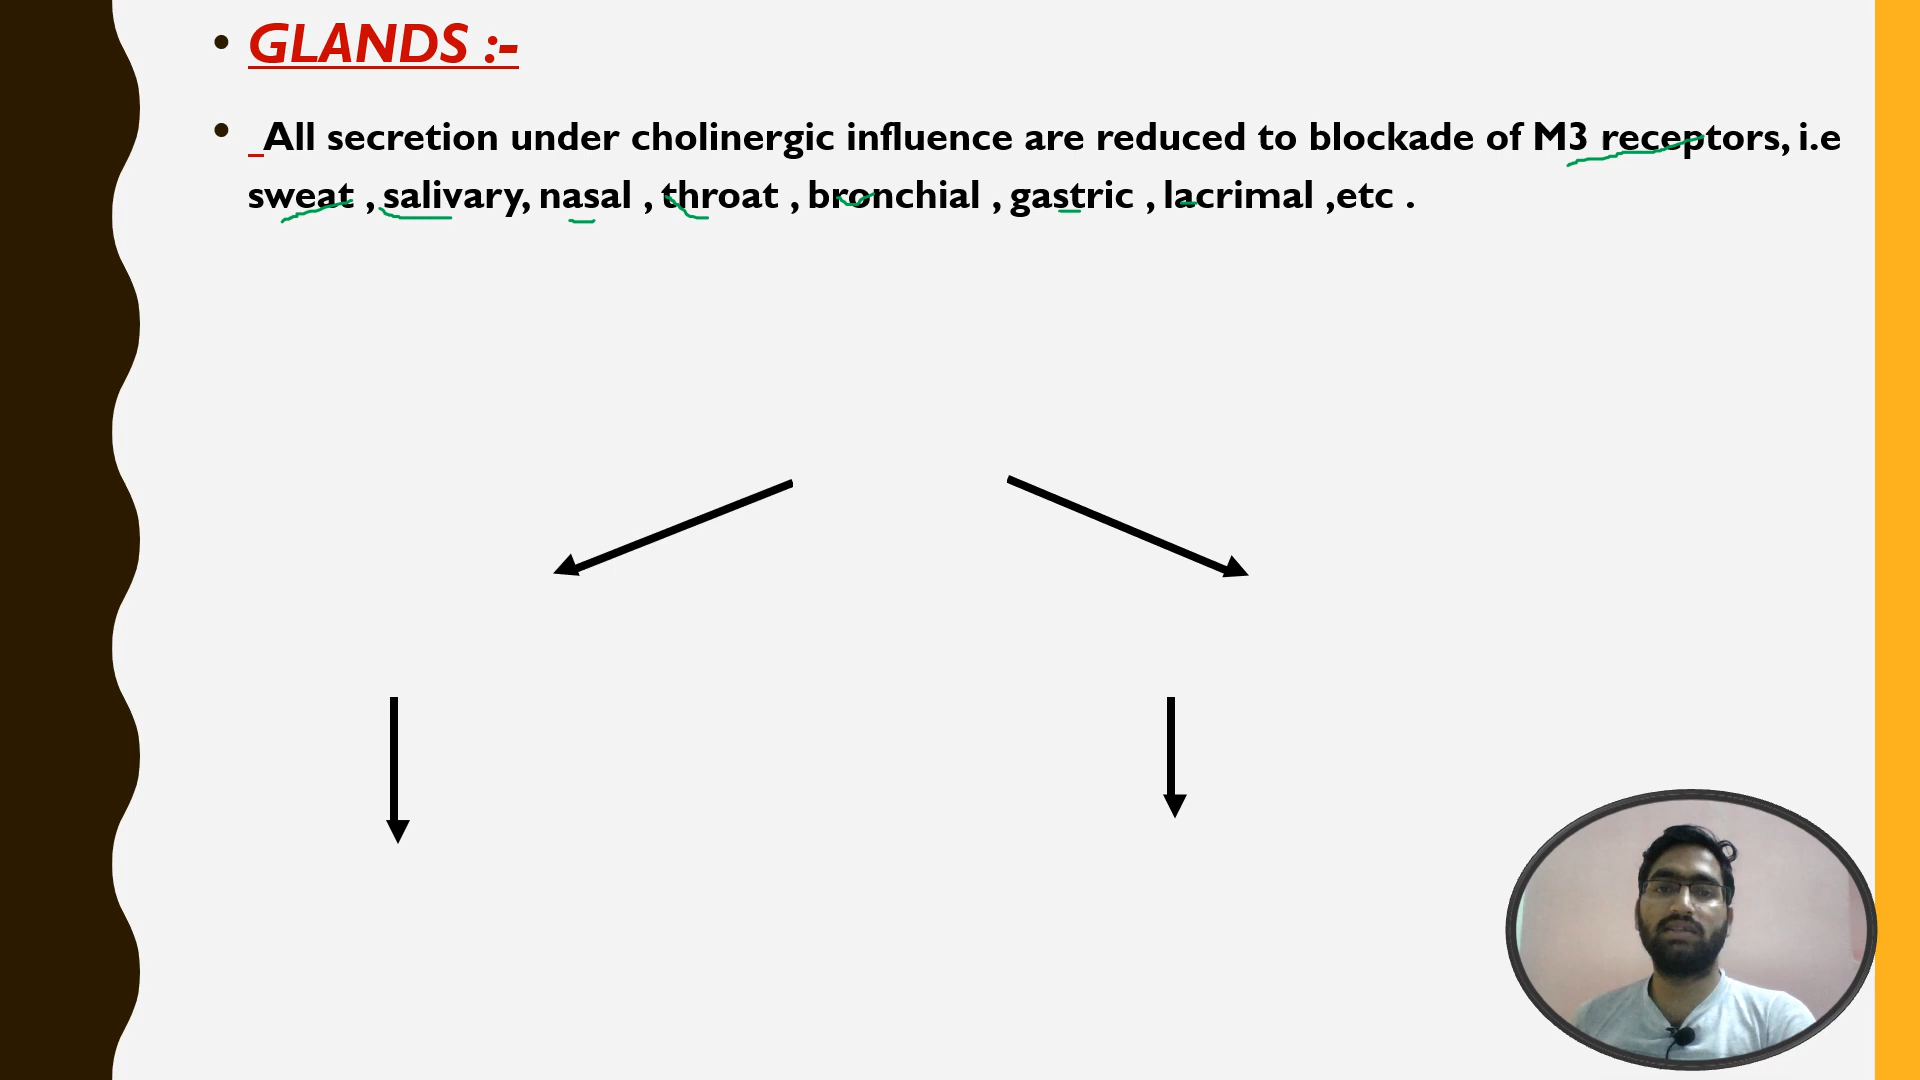 • GLANDS :-
• _All secretion under cholinergic influence are reduced to blockade of M3 receptors, i.e
sweat , salivary, nasal , throat , bronchial , gastric , lacrimal ,etc .